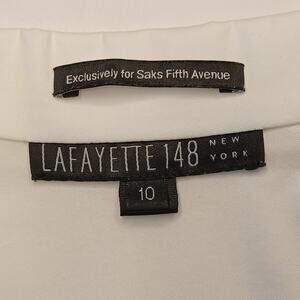 Exclusively for Saks Fifth Avenue
LAFAYETTE 148 NEW YORK
10